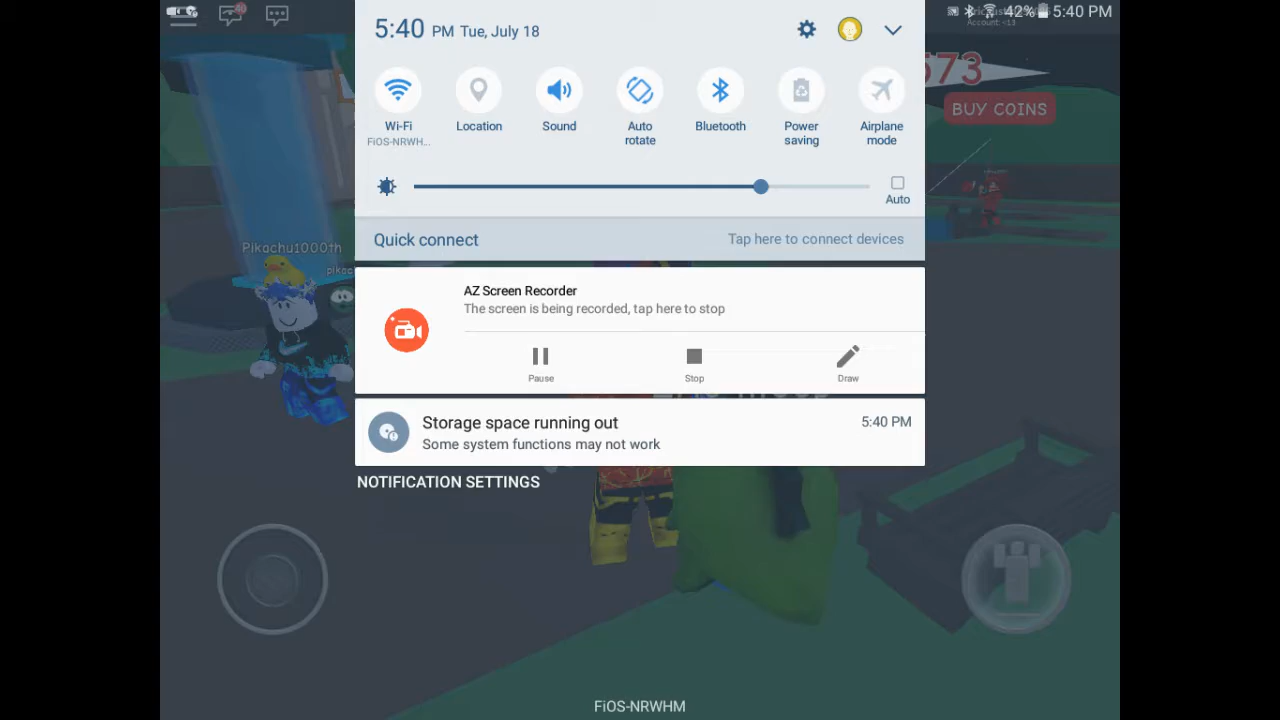 42% 5:40 PM
Account: <13
5:40 PM Tue, July 18
Wi-Fi
FiOS-NRWH...
Location
Sound
Auto
rotate
Bluetooth
Power
saving
Airplane
mode
Auto
573
BUY COINS
Quick connect
Tap here to connect devices
Pikachu1000th
AZ Screen Recorder
The screen is being recorded, tap here to stop
Pause
Stop
Draw
Storage space running out
5:40 PM
Some system functions may not work
NOTIFICATION SETTINGS
FiOS-NRWHM